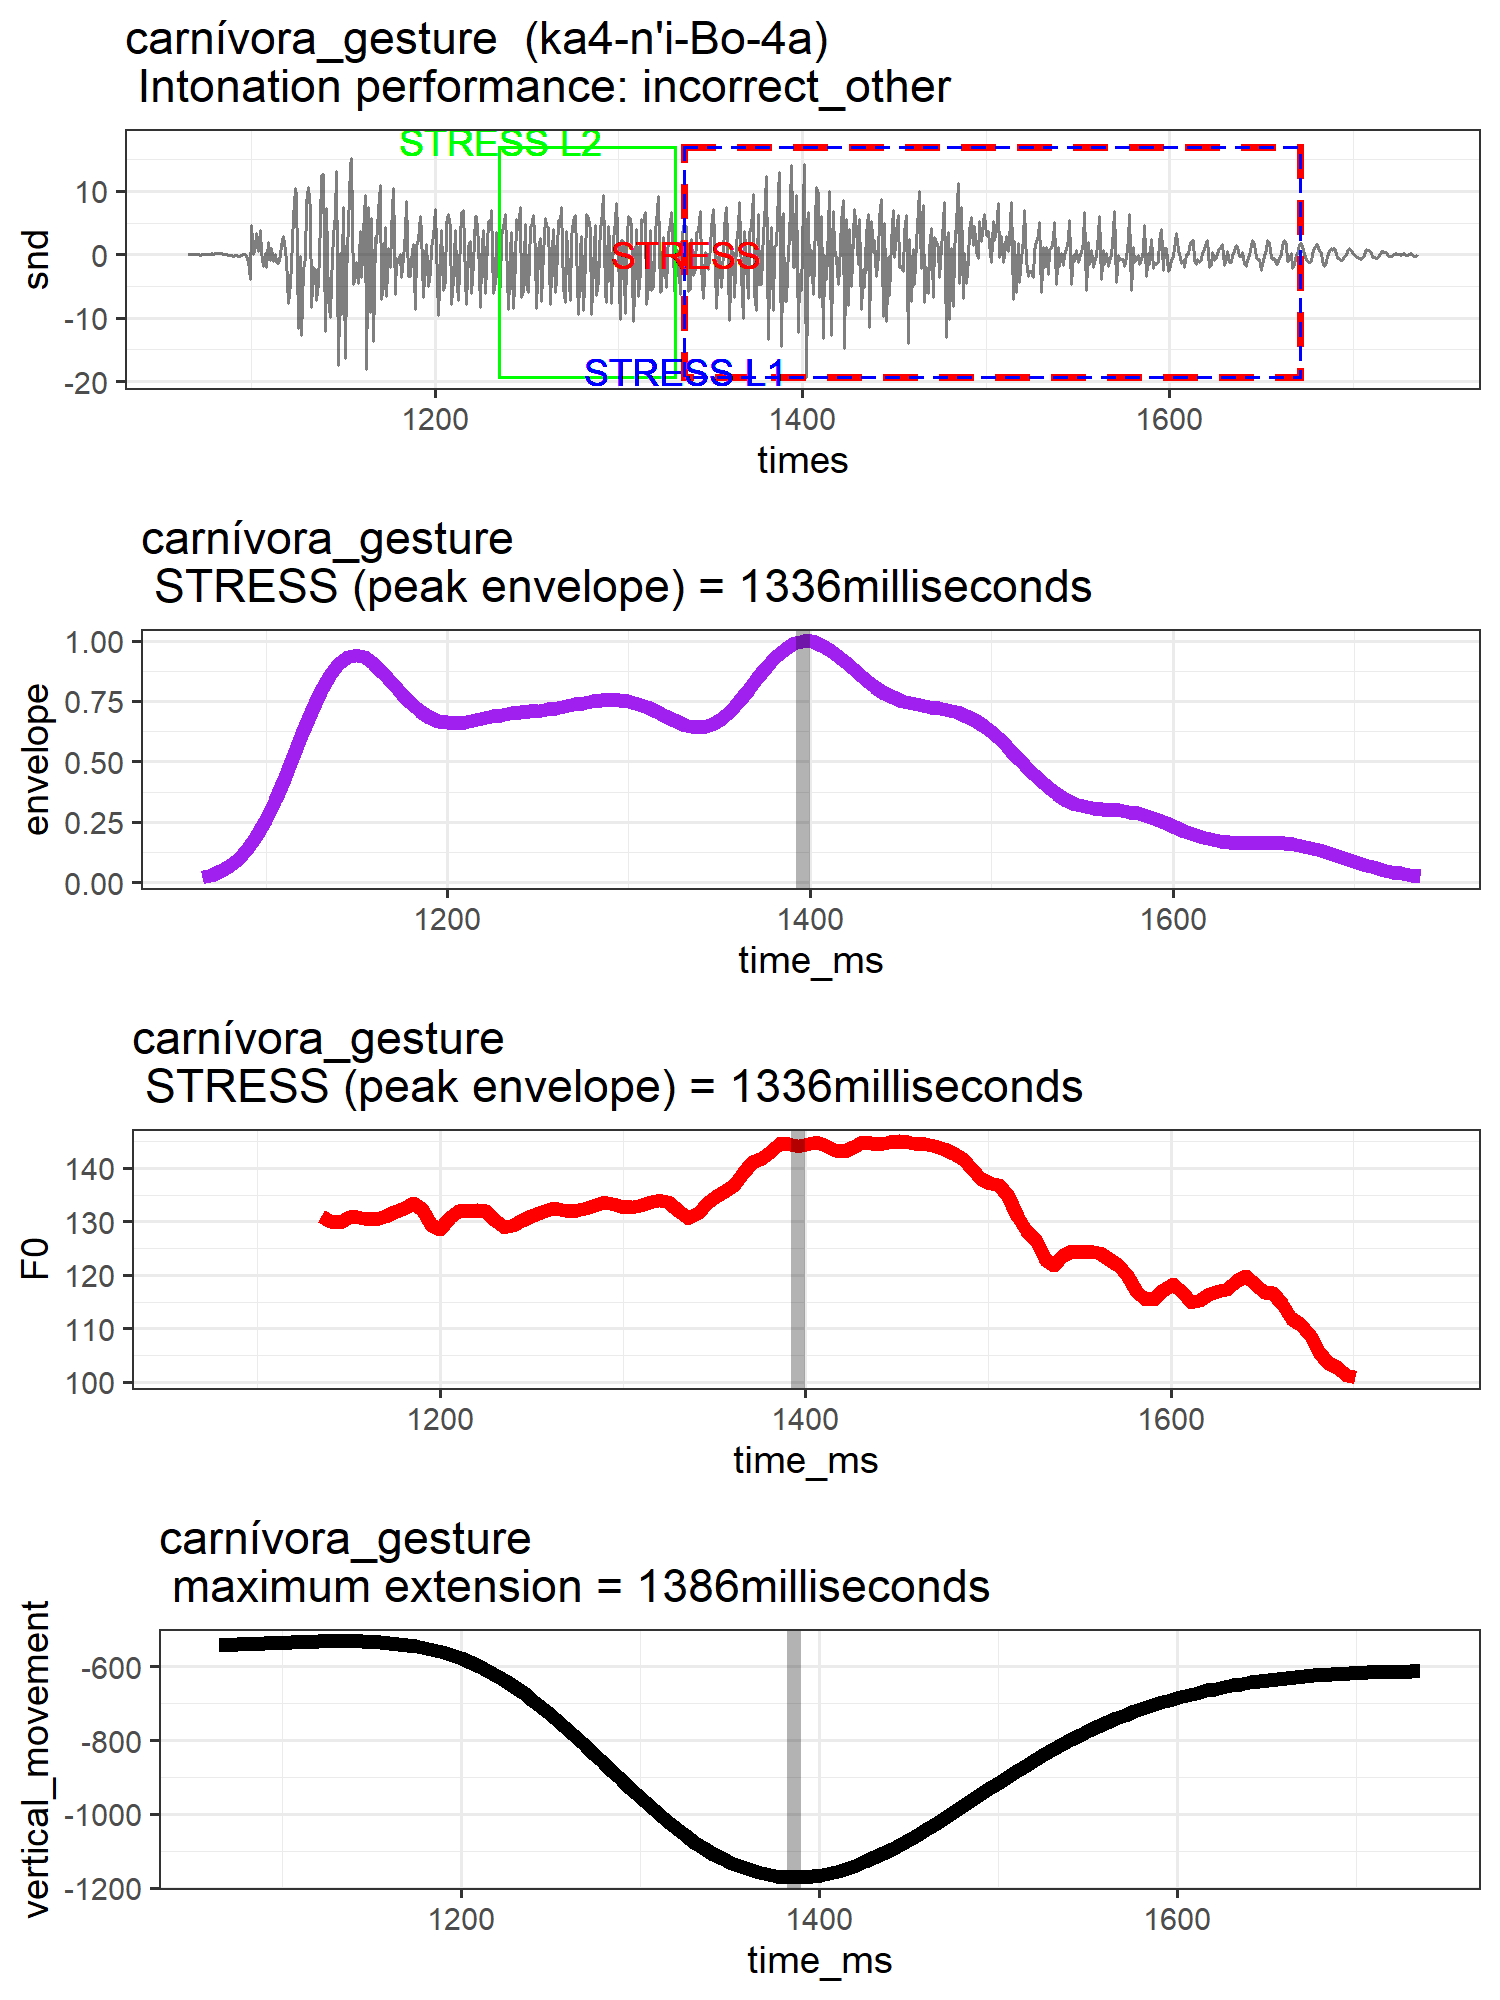 carnívora_gesture  (ka4-n'i-Bo-4a)
Intonation performance: incorrect_other
STRESS L2
STRESS
STRESS L1
snd
10
0
-10
-20
1200 1400 1600
times
carnívora_gesture
STRESS (peak envelope) = 1336milliseconds
envelope
1.00
0.75
0.50
0.25
0.00
1200 1400 1600
time_ms
carnívora_gesture
STRESS (peak envelope) = 1336milliseconds
F0
140
130
120
110
100
1200 1400 1600
time_ms
carnívora_gesture
maximum extension = 1386milliseconds
vertical_movement
-600
-800
-1000
-1200
1200 1400 1600
time_ms